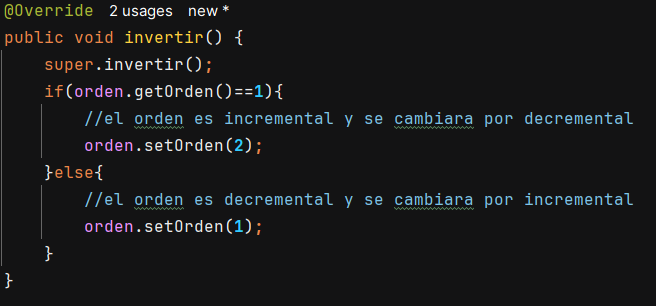 @Override 2 usages new *
public void invertir() {
super.invertir();
if(orden.getOrden()==1){
//el orden es incremental y se cambiara por decremental
orden.setOrden(2);
}else{
//el orden es decremental y se cambiara por incremental
orden.setOrden(1);
}
}